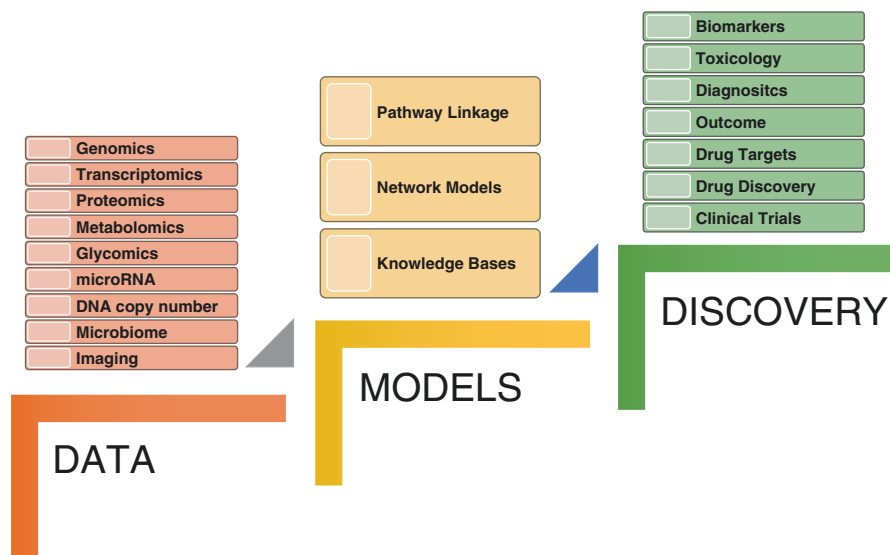 Genomics
Transcriptomics
Proteomics
Metabolomics
Glycomics
microRNA
DNA copy number
Microbiome
Imaging
DATA
Pathway Linkage
Network Models
Knowledge Bases
MODELS
Biomarkers
Toxicology
Diagnositcs
Outcome
Drug Targets
Drug Discovery
Clinical Trials
DISCOVERY